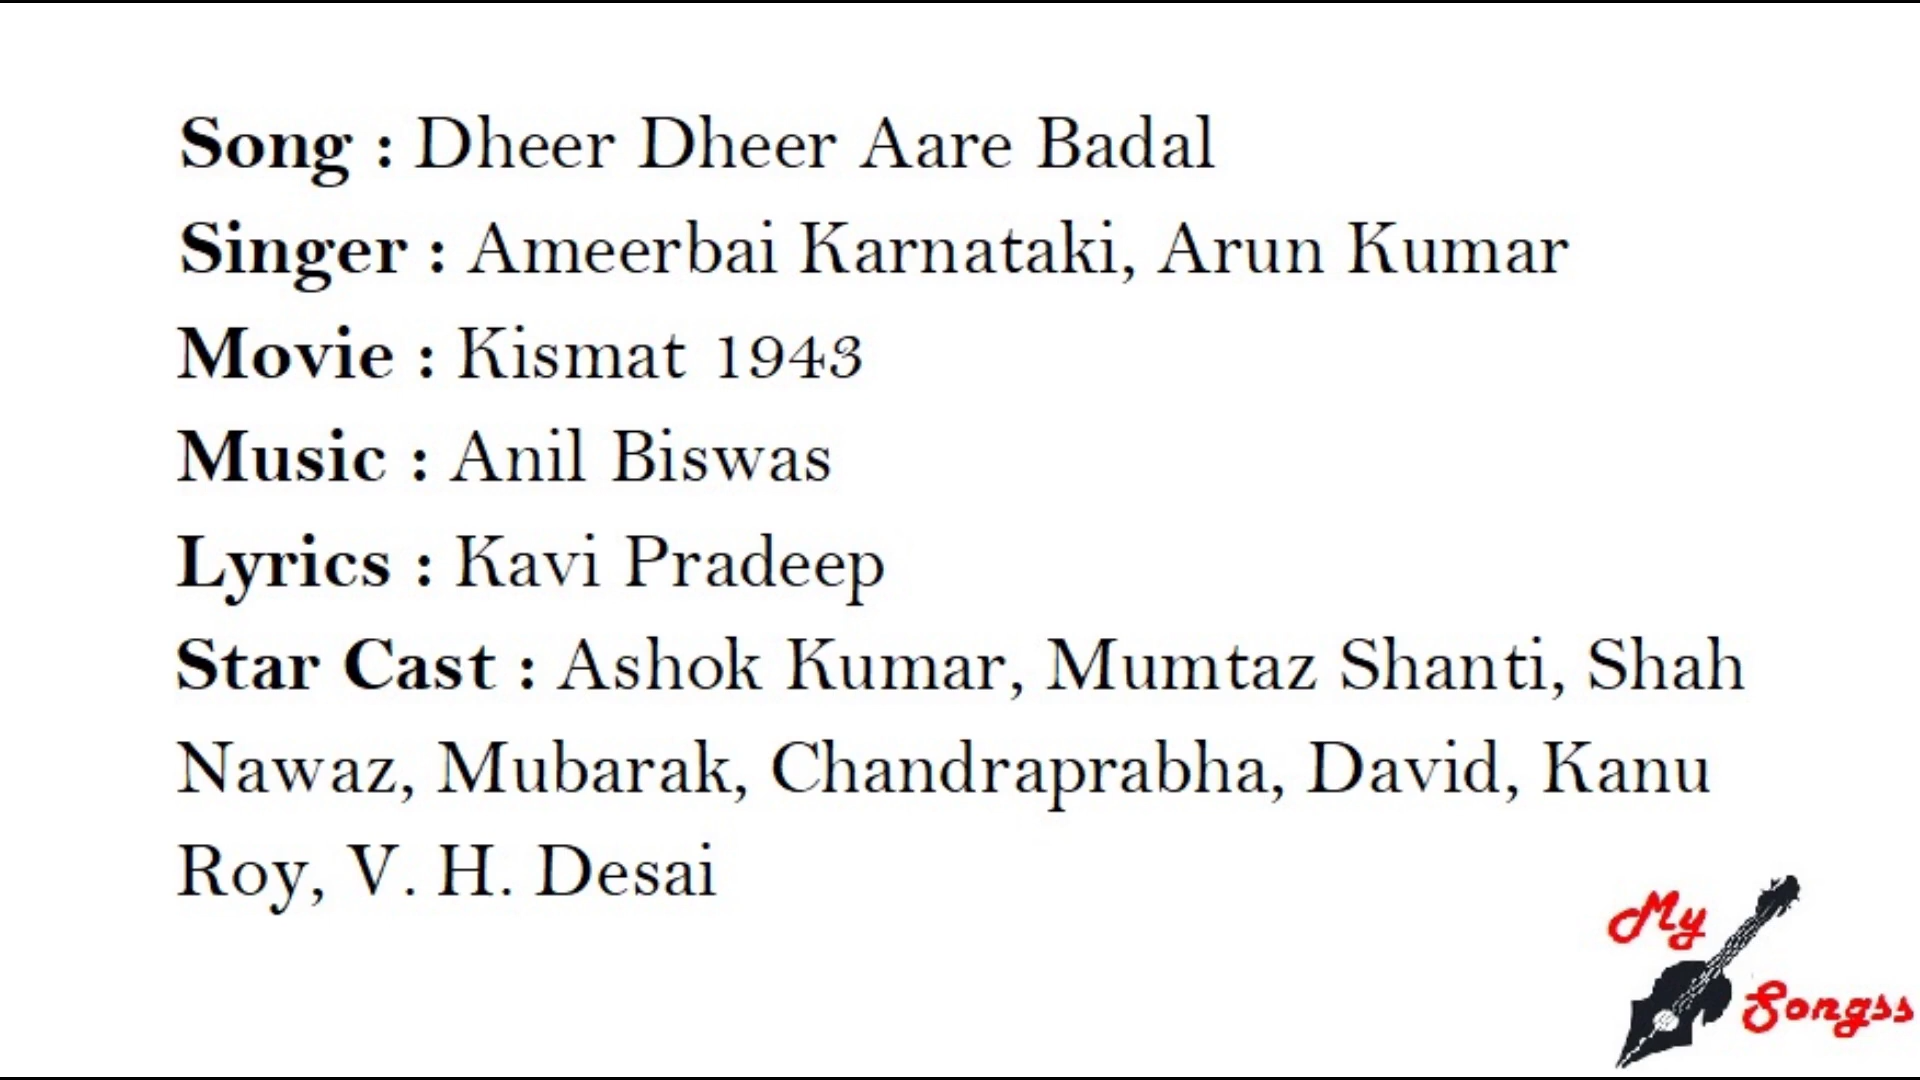 Song : Dheer Dheer Aare Badal
Singer : Ameerbai Karnataki, Arun Kumar
Movie : Kismat 1943
Music : Anil Biswas
Lyrics : Kavi Pradeep
Star Cast : Ashok Kumar, Mumtaz Shanti, Shah
Nawaz, Mubarak, Chandraprabha, David, Kanu
Roy, V. H. Desai
My
Songss